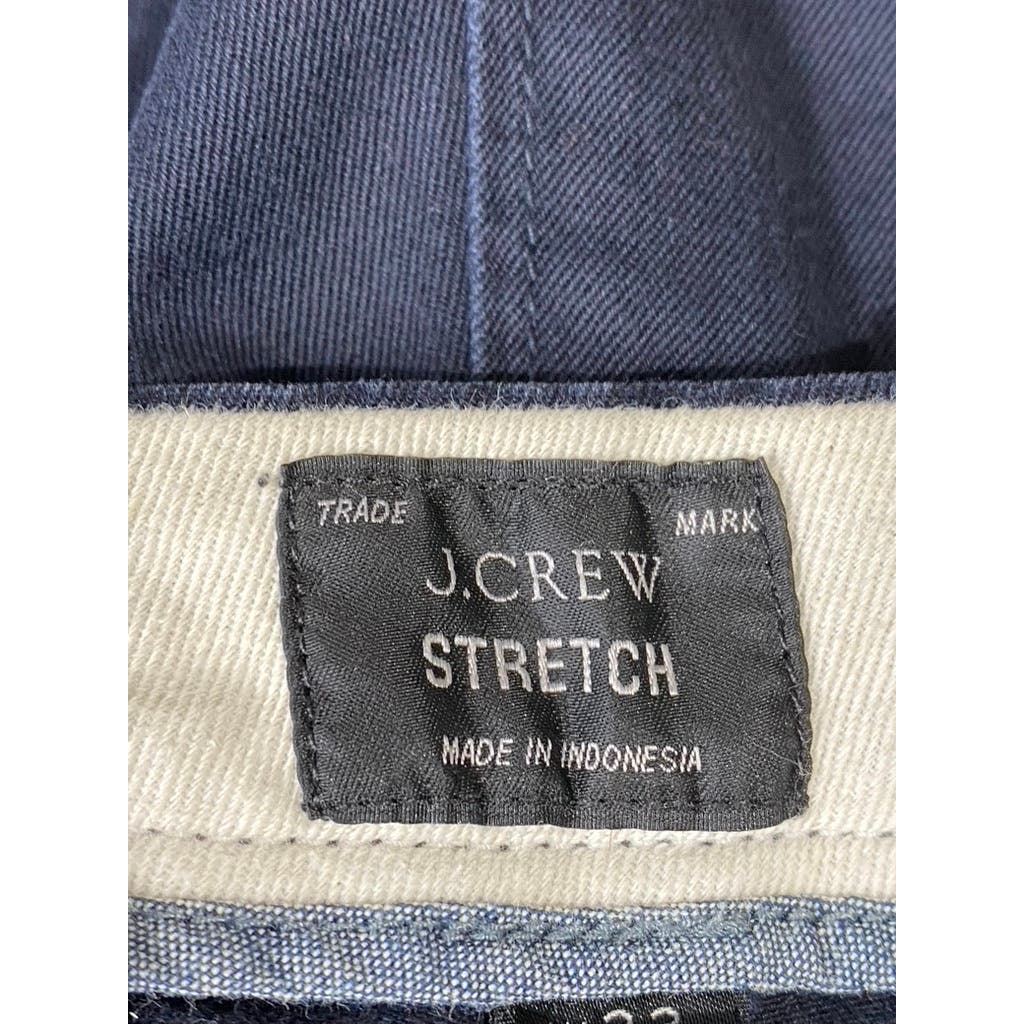 TRADE MARK
J.CREW
STRETCH
MADE IN INDONESIA